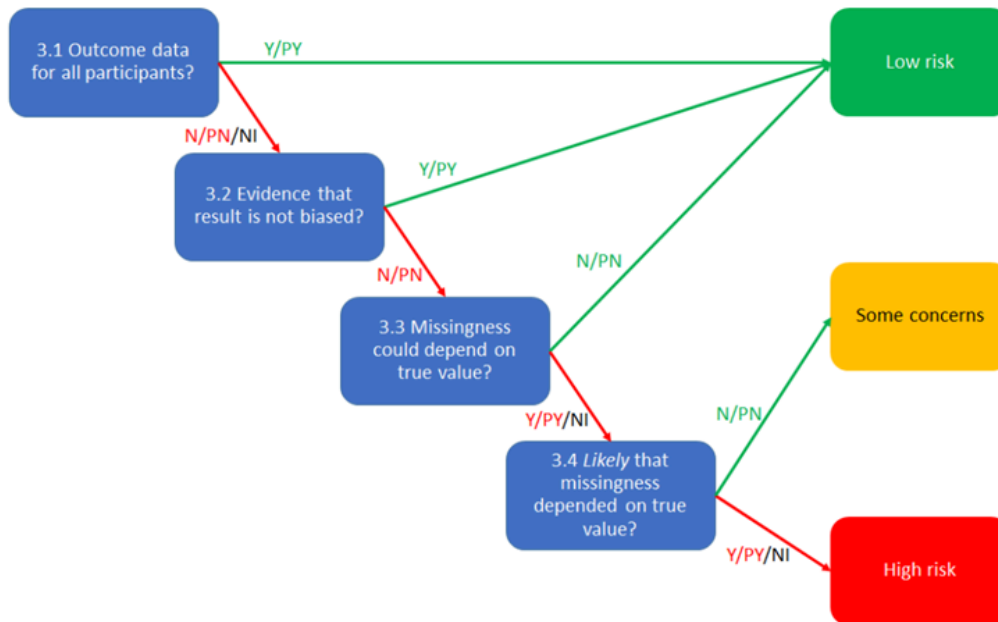 3.1 Outcome data
for all participants?
Y/PY
Low risk
N/PN/NI
3.2 Evidence that
result is not biased?
Y/PY
N/PN
3.3 Missingness
could depend on
true value?
N/PN
Some concerns
Y/PY/NI
3.4 Likely that
missingness
depended on true
value?
N/PN
Y/PY/NI
High risk